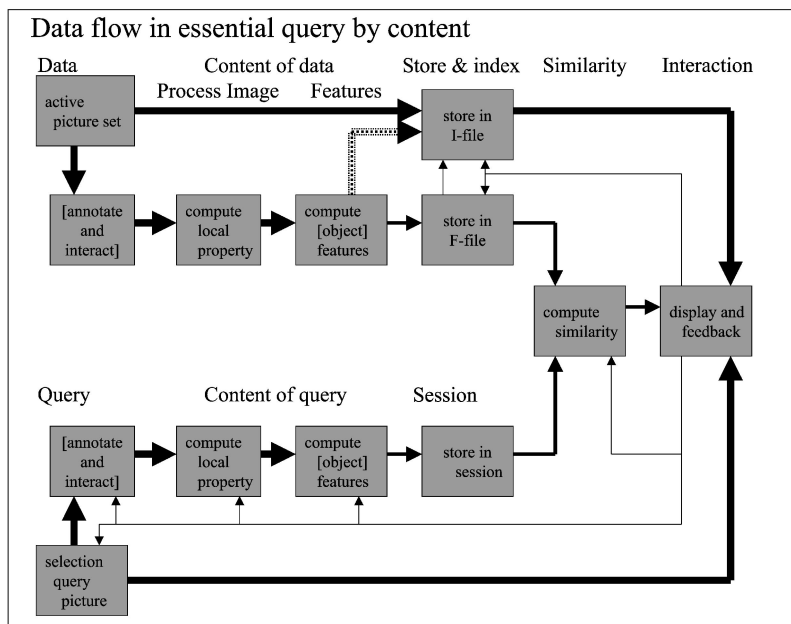 Data flow in essential query by content
Data
Content of data
Store & index
Similarity
Interaction
Process Image
Features
active
picture set
store in
I-file
[annotate
and
interact]
compute
local
property
compute
[object]
features
store in
F-file
compute
similarity
display and
feedback
Query
Content of query
Session
[annotate
and
interact]
compute
local
property
compute
[object]
features
store in
session
selection
query
picture